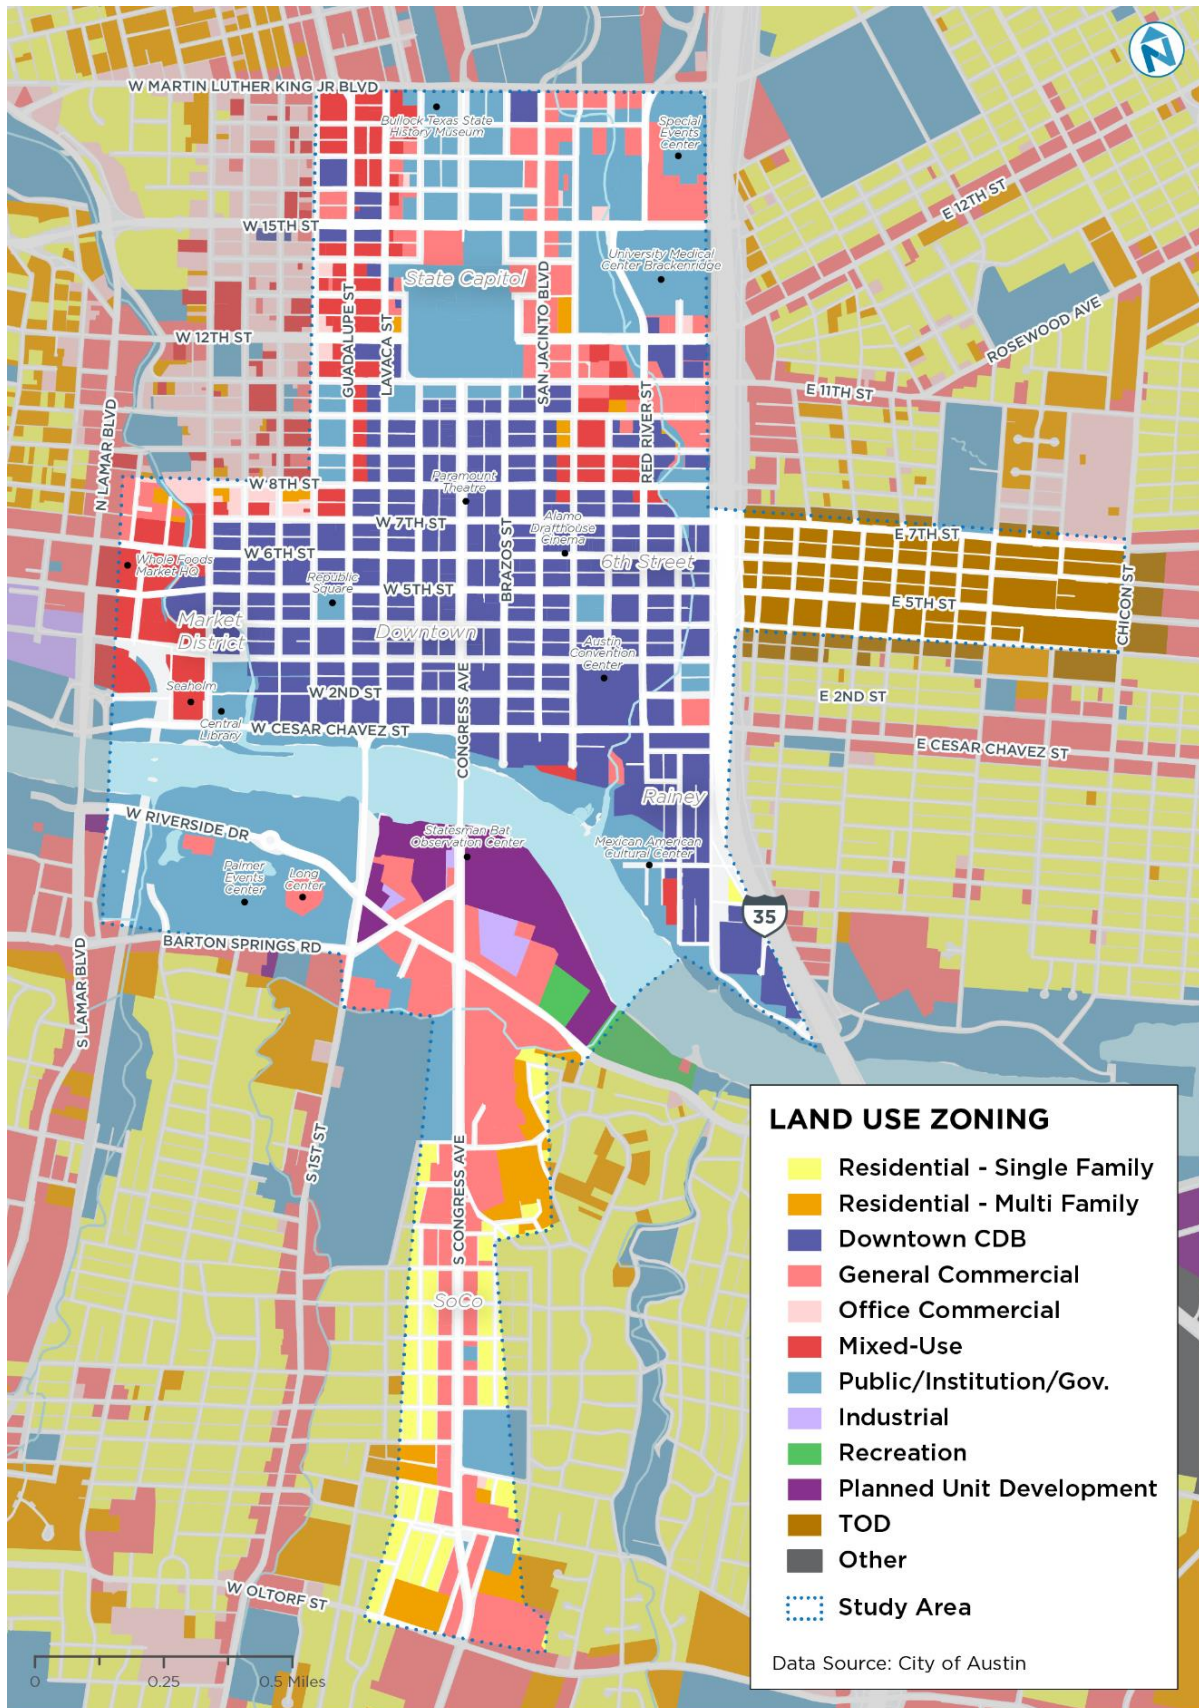 N
W MARTIN LUTHER KING JR BLVD
Bullock Texas State
History Museum
Special
Events
Center
E 12TH ST
W 15TH ST
University Medical
Center Brackenridge
State Capitol
SAN JACINTO BLVD
GUADALUPE ST
LAVACA ST
W 12TH ST
ROSEWOOD AVE
E 11TH ST
RED RIVER ST
N LAMAR BLVD
W 8TH ST
Paramount
Theatre
W 7TH ST
Alamo
Drafthouse
Cinema
BRAZOS ST
E 7TH ST
W 6TH ST
6th Street
Whole Foods
Market HQ
Republic
Square
W 5TH ST
E 5TH ST
CHICON ST
Market
District
Downtown
Austin
Convention
Center
Seaholm
W 2ND ST
E 2ND ST
Central
Library
W CESAR CHAVEZ ST
CONGRESS AVE
E CESAR CHAVEZ ST
Rainey
W RIVERSIDE DR
Statesman Bat
Observation Center
Mexican American
Cultural Center
Palmer
Events
Center
Long
Center
35
BARTON SPRINGS RD
S LAMAR BLVD
S 1ST ST
S CONGRESS AVE
SoCo
W OLTORF ST
LAND USE ZONING
Residential - Single Family
Residential - Multi Family
Downtown CDB
General Commercial
Office Commercial
Mixed-Use
Public/Institution/Gov.
Industrial
Recreation
Planned Unit Development
TOD
Other
Study Area
Data Source: City of Austin
0 0.25 0.5 Miles